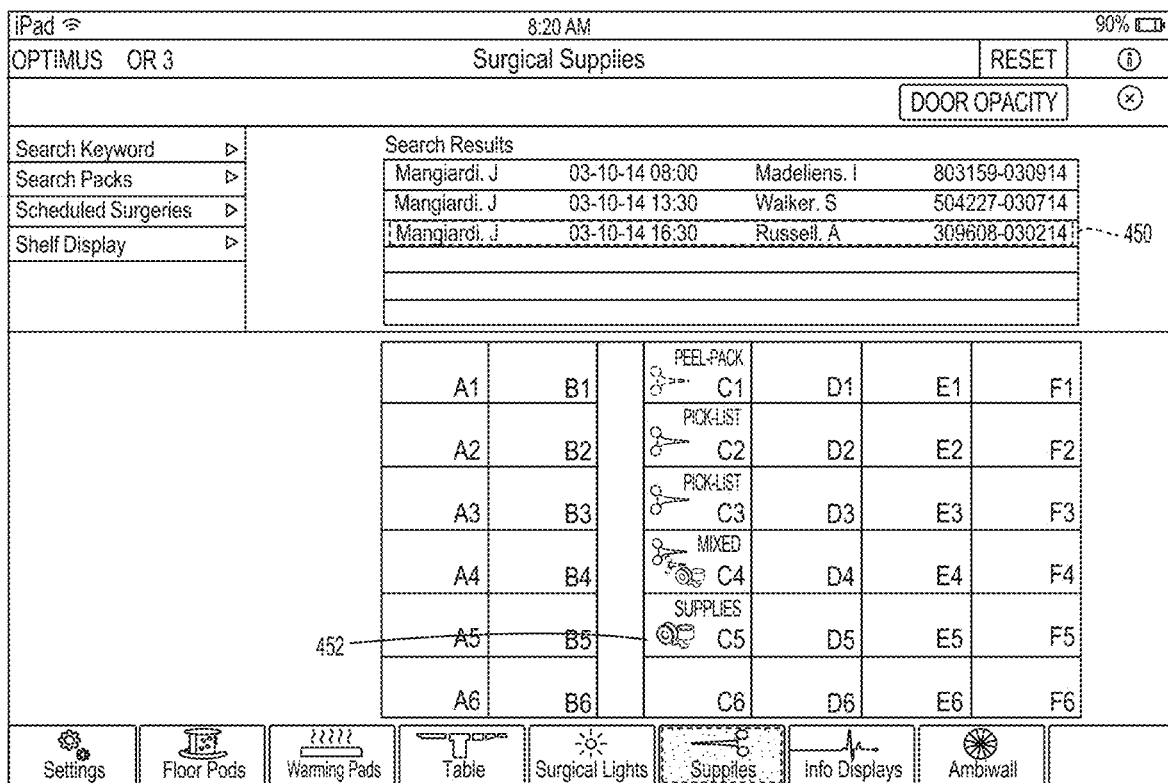 iPad 8:20 AM 90%
OPTIMUS OR 3 Surgical Supplies RESET
DOOR OPACITY
Search Keyword
Search Packs
Scheduled Surgeries
Shelf Display
Search Results
Mangiardi. J 03-10-14 08:00 Madeliens. I 803159-030914
Mangiardi. J 03-10-14 13:30 Walker. S 504227-030714
Mangiardi. J 03-10-14 16:30 Russell. A 309608-030214
450
PEEL-PACK
A1 B1 C1 D1 E1 F1
PICK-LIST
A2 B2 C2 D2 E2 F2
PICK-LIST
A3 B3 C3 D3 E3 F3
MIXED
A4 B4 C4 D4 E4 F4
SUPPLIES
452 A5 B5 C5 D5 E5 F5
A6 B6 C6 D6 E6 F6
Settings Floor Pods Warming Pads Table Surgical Lights Supplies Info Displays Ambiwall